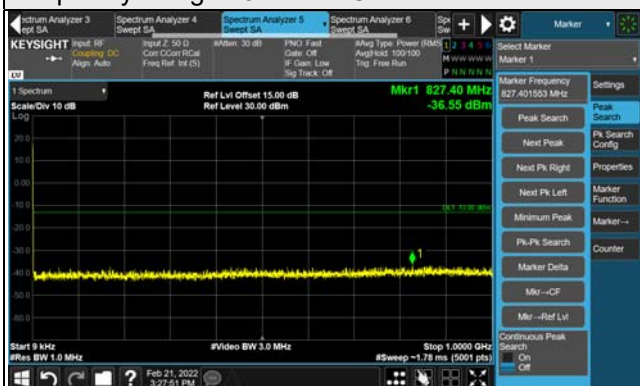 Spectrum Analyzer 3
Swept SA
Spectrum Analyzer 4
Swept SA
Spectrum Analyzer 5
Swept SA
Spectrum Analyzer 6
Swept SA
Marker
KEYSIGHT
Input: RF
Coupling: DC
Align: Auto
Input Z: 50 Ω
Corr CCorr RCal
Freq Ref: Int (S)
#Atten: 30 dB
PNO: Fast
Gate: Off
IF Gain: Low
Sig Track: Off
#Avg Type: Power (RMS
Avg|Hold: 100/100
Trig: Free Run
1 2 3 4 5 6
M W W W W W
P N N N N N
Select Marker
Marker 1
1 Spectrum
Scale/Div 10 dB
Log
Ref Lvl Offset 15.00 dB
Ref Level 30.00 dBm
Mkr1 827.40 MHz
-36.55 dBm
20.0
10.0
0.00
-10.0
-20.0
-30.0
-40.0
-50.0
-60.0
1
Start 9 kHz
#Res BW 1.0 MHz
#Video BW 3.0 MHz
Stop 1.0000 GHz
#Sweep ~1.78 ms (5001 pts)
Marker Frequency
827.401553 MHz
Peak Search
Next Peak
Next Pk Right
Next Pk Left
Minimum Peak
Pk-Pk Search
Marker Delta
Mkr→CF
Mkr→Ref Lvl
Continuous Peak
Search
On
Off
Settings
Peak
Search
Pk Search
Config
Properties
Marker
Function
Marker→
Counter
Feb 21, 2022
3:27:51 PM